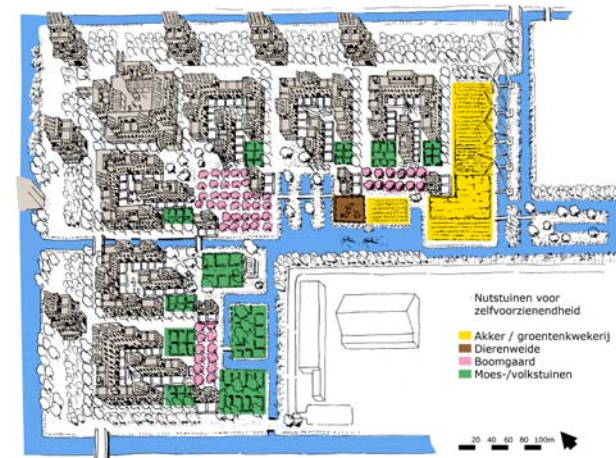 Nutstuinen voor
zelfvoorzienendheid
Akker / groentenkwekerij
Dierenweide
Boomgaard
Moes-/volkstuinen
20 40 60 80 100m